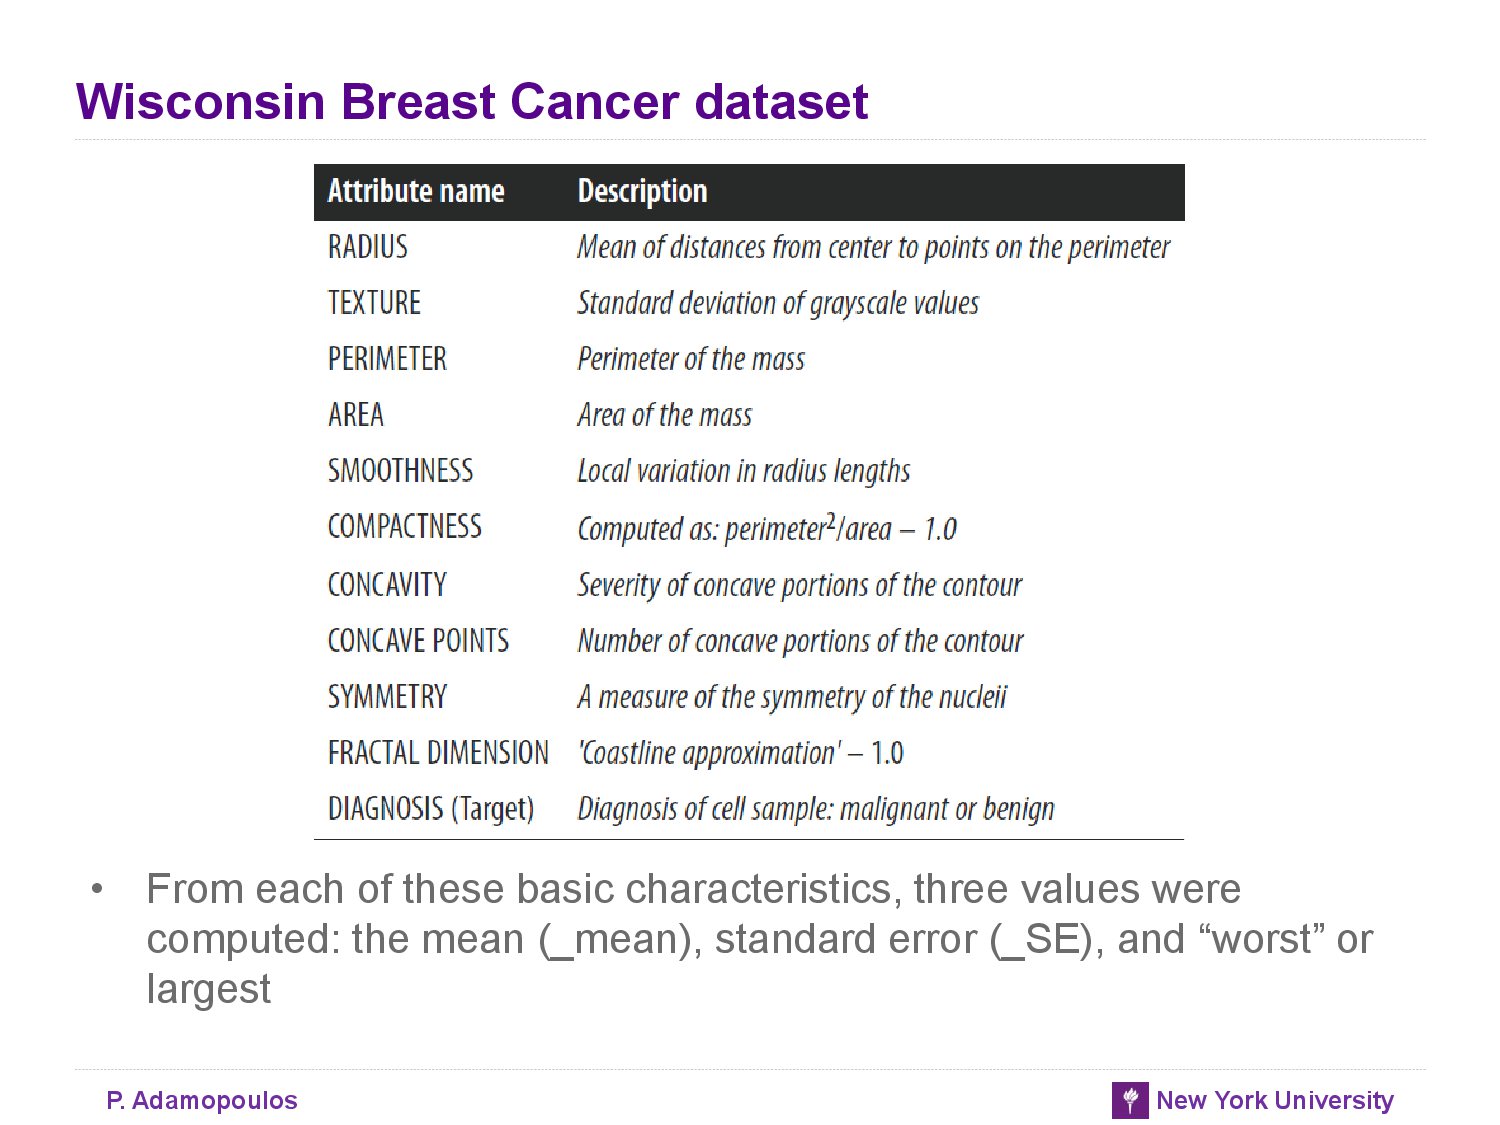 Wisconsin Breast Cancer dataset
Attribute name Description
RADIUS Mean of distances from center to points on the perimeter
TEXTURE Standard deviation of grayscale values
PERIMETER Perimeter of the mass
AREA Area of the mass
SMOOTHNESS Local variation in radius lengths
COMPACTNESS Computed as: perimeter²/area – 1.0
CONCAVITY Severity of concave portions of the contour
CONCAVE POINTS Number of concave portions of the contour
SYMMETRY A measure of the symmetry of the nucleii
FRACTAL DIMENSION 'Coastline approximation' – 1.0
DIAGNOSIS (Target) Diagnosis of cell sample: malignant or benign
• From each of these basic characteristics, three values were
computed: the mean (_mean), standard error (_SE), and “worst” or
largest
P. Adamopoulos
New York University